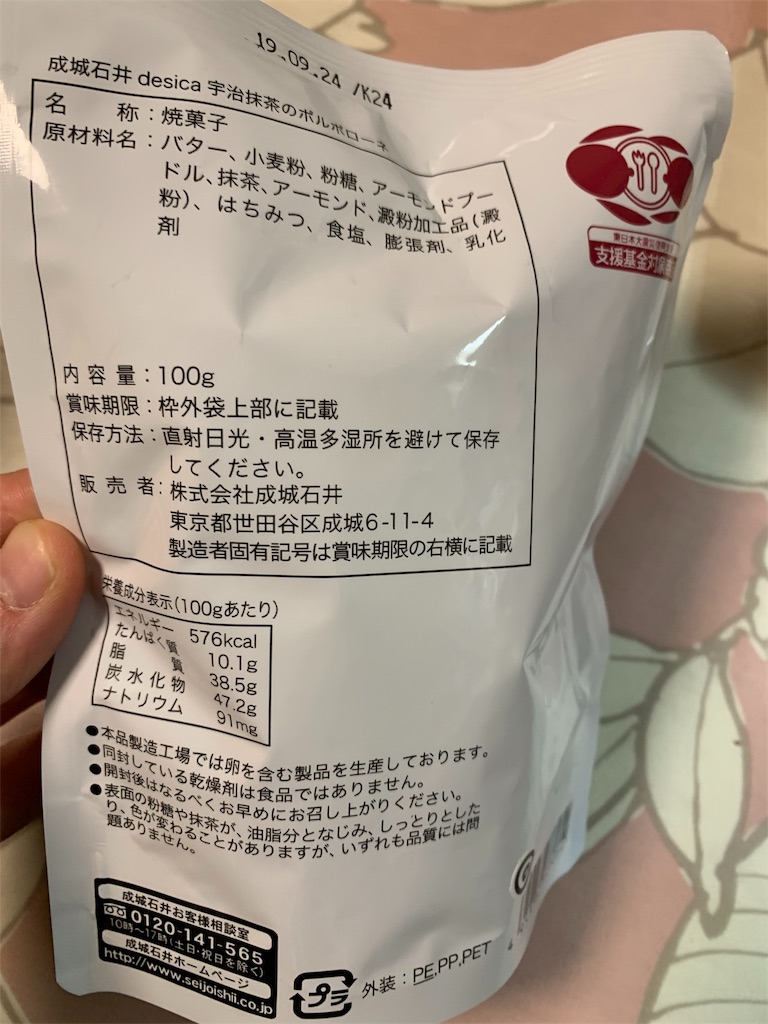 19.09.24 /K24
成城石井 desica 宇治抹茶のポルボローネ
名 称：焼菓子
原材料名：バター、小麦粉、粉糖、アーモンドプー
ドル、抹茶、アーモンド、澱粉加工品（澱
粉）、はちみつ、食塩、膨張剤、乳化
剤
内容量：100g
賞味期限：枠外袋上部に記載
保存方法：直射日光・高温多湿所を避けて保存
してください。
販売者：株式会社成城石井
東京都世田谷区成城6-11-4
製造者固有記号は賞味期限の右横に記載
栄養成分表示（100gあたり）
エネルギー 576kcal
たんぱく質 10.1g
脂質 38.5g
炭水化物 47.2g
ナトリウム 91mg
●本品製造工場では卵を含む製品を生産しております。
●同封している乾燥剤は食品ではありません。
●開封後はなるべくお早めにお召し上がりください。
●表面の粉糖や抹茶が、油脂分となじみ、しっとりとした
り、色が変わることがありますが、いずれも品質には問
題ありません。
成城石井お客様相談室
0120-141-565
10時〜17時（土日・祝日を除く）
成城石井ホームページ
http://www.seijoishii.co.jp
プラ
外装：PE,PP,PET
東日本大震災復興
支援基金対象